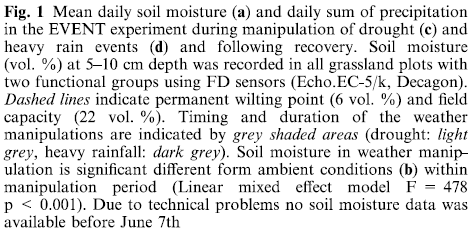 Fig. 1 Mean daily soil moisture (a) and daily sum of precipitation
in the EVENT experiment during manipulation of drought (c) and
heavy rain events (d) and following recovery. Soil moisture
(vol. %) at 5–10 cm depth was recorded in all grassland plots with
two functional groups using FD sensors (Echo.EC-5/k, Decagon).
Dashed lines indicate permanent wilting point (6 vol. %) and field
capacity (22 vol. %). Timing and duration of the weather
manipulations are indicated by grey shaded areas (drought: light
grey, heavy rainfall: dark grey). Soil moisture in weather manip-
ulation is significant different form ambient conditions (b) within
manipulation period (Linear mixed effect model F = 478
p < 0.001). Due to technical problems no soil moisture data was
available before June 7th